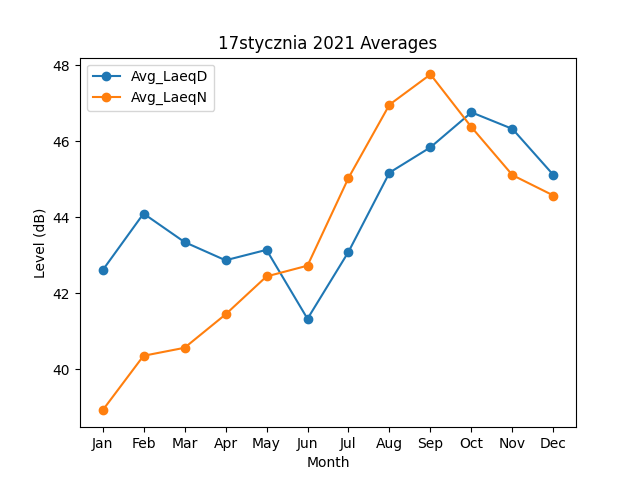 17stycznia 2021 Averages
Avg_LaeqD
Avg_LaeqN
Level (dB)
48
46
44
42
40
Jan Feb Mar Apr May Jun Jul Aug Sep Oct Nov Dec
Month